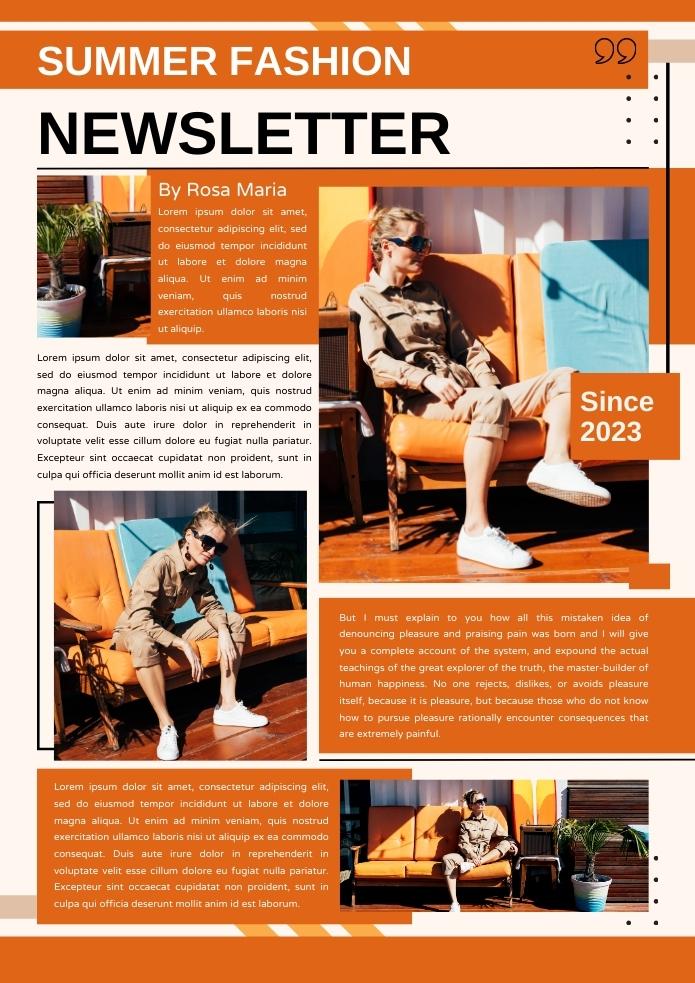 SUMMER FASHION
NEWSLETTER
By Rosa Maria
Lorem ipsum dolor sit amet,
consectetur adipiscing elit, sed
do eiusmod tempor incididunt
ut labore et dolore magna
aliqua. Ut enim ad minim
veniam, quis nostrud
exercitation ullamco laboris nisi
ut aliquip.
Lorem ipsum dolor sit amet, consectetur adipiscing elit,
sed do eiusmod tempor incididunt ut labore et dolore
magna aliqua. Ut enim ad minim veniam, quis nostrud
exercitation ullamco laboris nisi ut aliquip ex ea commodo
consequat. Duis aute irure dolor in reprehenderit in
voluptate velit esse cillum dolore eu fugiat nulla pariatur.
Excepteur sint occaecat cupidatat non proident, sunt in
culpa qui officia deserunt mollit anim id est laborum.
Since
2023
But I must explain to you how all this mistaken idea of
denouncing pleasure and praising pain was born and I will give
you a complete account of the system, and expound the actual
teachings of the great explorer of the truth, the master-builder of
human happiness. No one rejects, dislikes, or avoids pleasure
itself, because it is pleasure, but because those who do not know
how to pursue pleasure rationally encounter consequences that
are extremely painful.
Lorem ipsum dolor sit amet, consectetur adipiscing elit,
sed do eiusmod tempor incididunt ut labore et dolore
magna aliqua. Ut enim ad minim veniam, quis nostrud
exercitation ullamco laboris nisi ut aliquip ex ea commodo
consequat. Duis aute irure dolor in reprehenderit in
voluptate velit esse cillum dolore eu fugiat nulla pariatur.
Excepteur sint occaecat cupidatat non proident, sunt in
culpa qui officia deserunt mollit anim id est laborum.